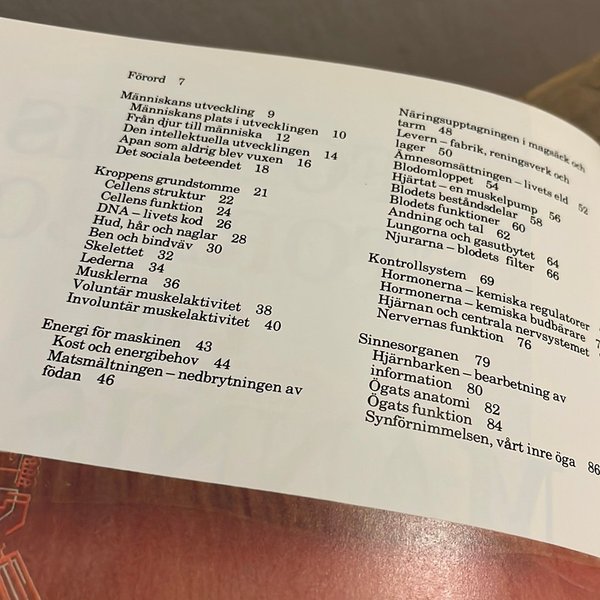 Förord 7
Människans utveckling 9
Människans plats i utvecklingen 10
Från djur till människa 12
Den intellektuella utvecklingen 14
Apan som aldrig blev vuxen 16
Det sociala beteendet 18
Kroppens grundstomme 21
Cellens struktur 22
Cellens funktion 24
DNA – livets kod 26
Hud, hår och naglar 28
Ben och bindväv 30
Skelettet 32
Lederna 34
Musklerna 36
Voluntär muskelaktivitet 38
Involuntär muskelaktivitet 40
Energi för maskinen 43
Kost och energibehov 44
Matsmältningen – nedbrytningen av
födan 46
Näringsupptagningen i magsäck och
tarm 48
Levern – fabrik, reningsverk och
lager 50
Ämnesomsättningen – livets eld 52
Blodomloppet 54
Hjärtat – en muskelpump 56
Blodets beståndsdelar 58
Blodets funktioner 60
Andning och tal 62
Lungorna och gasutbytet 64
Njurarna – blodets filter 66
Kontrollsystem 69
Hormonerna – kemiska regulatorer
Hormonerna – kemiska budbärare
Hjärnan och centrala nervsystemet
Nervernas funktion 76
Sinnesorganen 79
Hjärnbarken – bearbetning av
information 80
Ögats anatomi 82
Ögats funktion 84
Synförnimmelsen, vårt inre öga 86